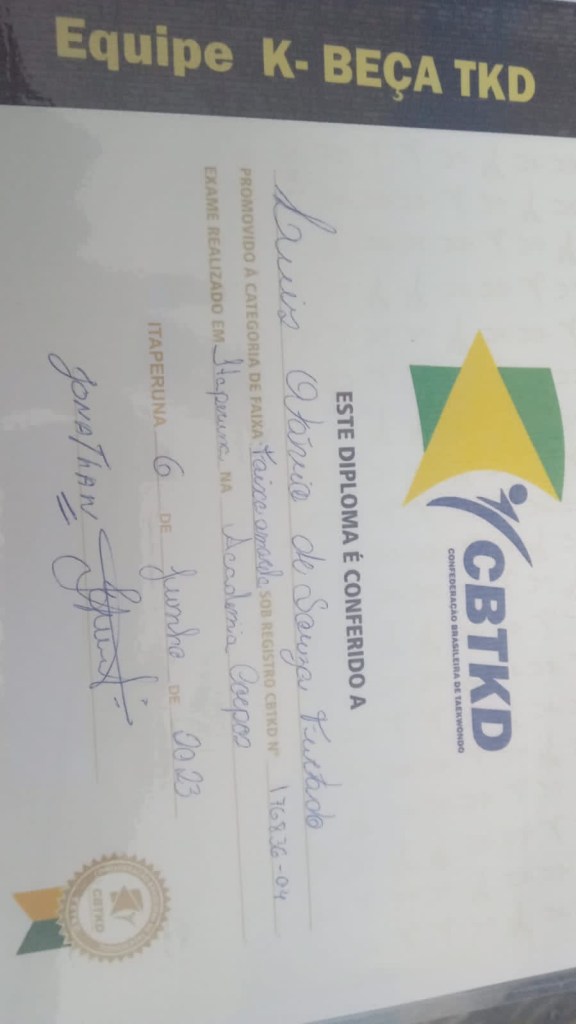 Equipe K- BEÇA TKD
CBTKD
CONFEDERAÇÃO BRASILEIRA DE TAEKWONDO
ESTE DIPLOMA É CONFERIDO A
Luis Otávio de Souza Furtado
PROMOVIDO À CATEGORIA DE FAIXA Faixa amarela SOB REGISTRO CBTKD N° 176836-04
EXAME REALIZADO EM Itaperuna NA Academia Corpos
ITAPERUNA 6 DE Junho DE 2023
JONATHAN
CBTKD